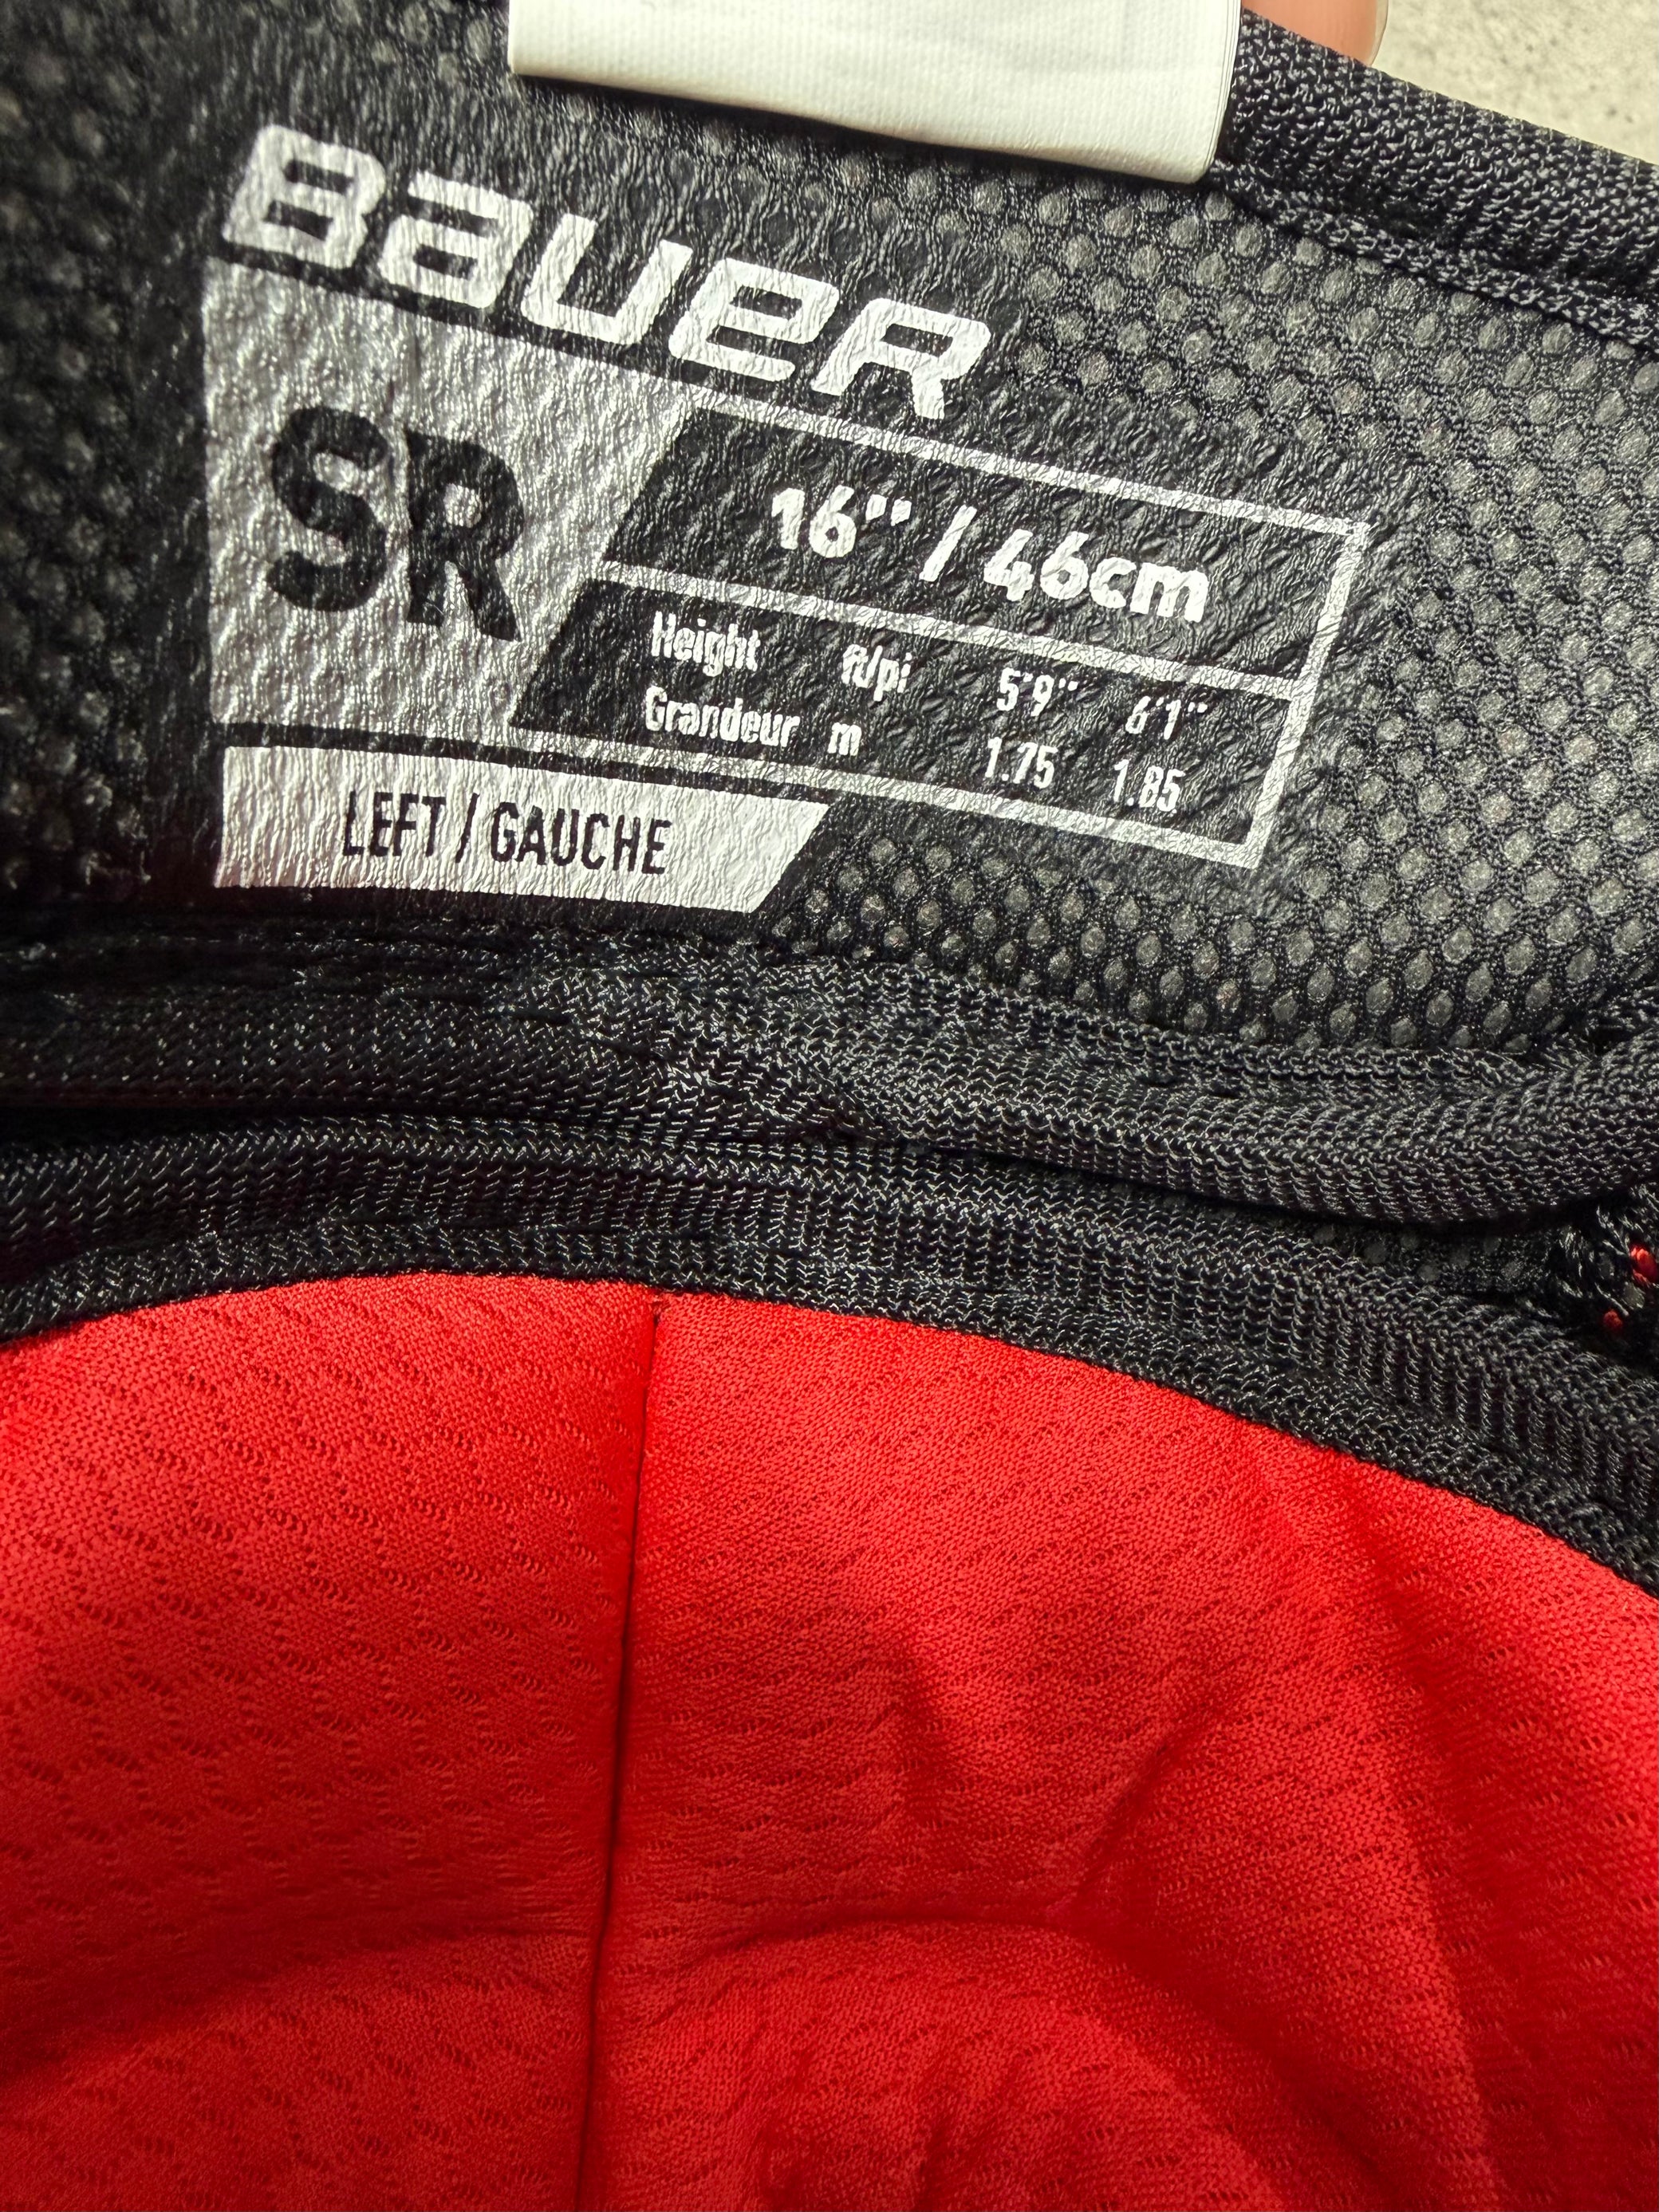 BAUER
SR
16" / 46cm
Height ft/pi 5'9" 6'1"
Grandeur m 1.75 1.85
LEFT / GAUCHE